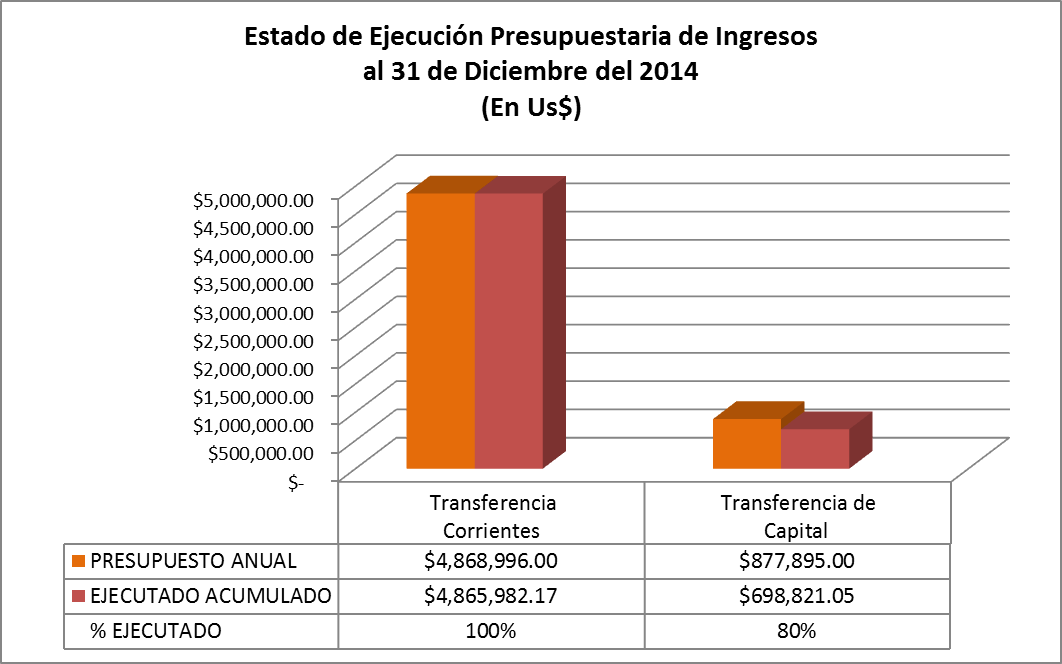 Estado de Ejecución Presupuestaria de Ingresos
al 31 de Diciembre del 2014
(En Us$)
$5,000,000.00
$4,500,000.00
$4,000,000.00
$3,500,000.00
$3,000,000.00
$2,500,000.00
$2,000,000.00
$1,500,000.00
$1,000,000.00
$500,000.00
$-
Transferencia Corrientes
Transferencia de Capital
PRESUPUESTO ANUAL $4,868,996.00 $877,895.00
EJECUTADO ACUMULADO $4,865,982.17 $698,821.05
% EJECUTADO 100% 80%